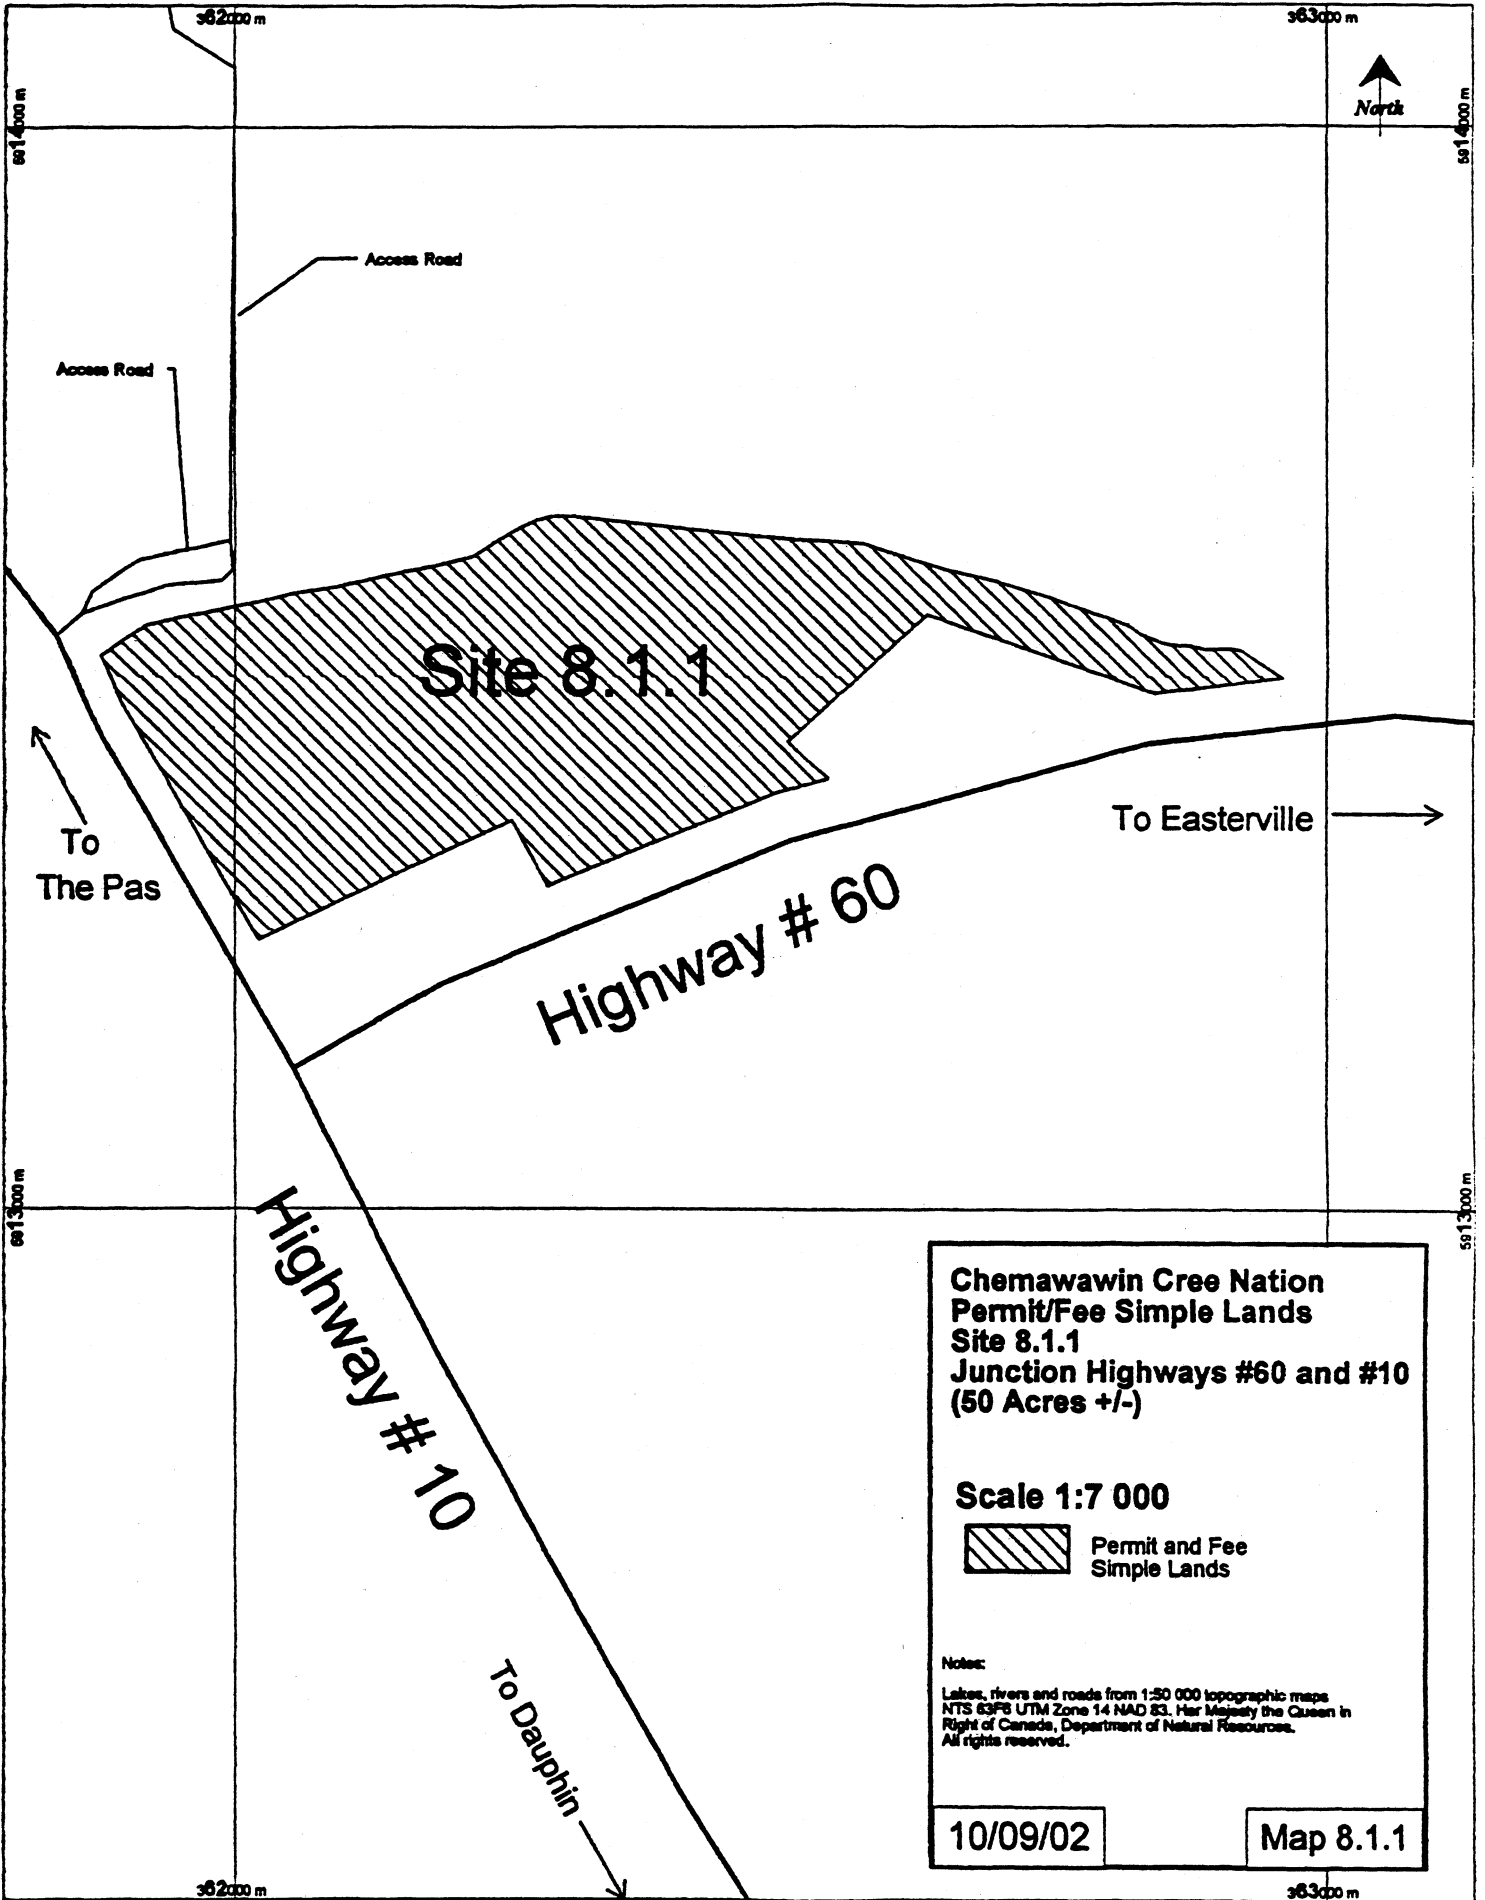 362000 m
363000 m
North
5914000 m
5914000 m
Access Road
Access Road
Site 8.1.1
To
The Pas
To Easterville
Highway # 60
5913000 m
5913000 m
Highway # 10
To Dauphin
Chemawawin Cree Nation
Permit/Fee Simple Lands
Site 8.1.1
Junction Highways #60 and #10
(50 Acres +/-)
Scale 1:7 000
Permit and Fee
Simple Lands
Notes:
Lakes, rivers and roads from 1:50 000 topographic maps
NTS 63F6 UTM Zone 14 NAD 83. Her Majesty the Queen in
Right of Canada, Department of Natural Resources.
All rights reserved.
10/09/02
Map 8.1.1
362000 m
363000 m